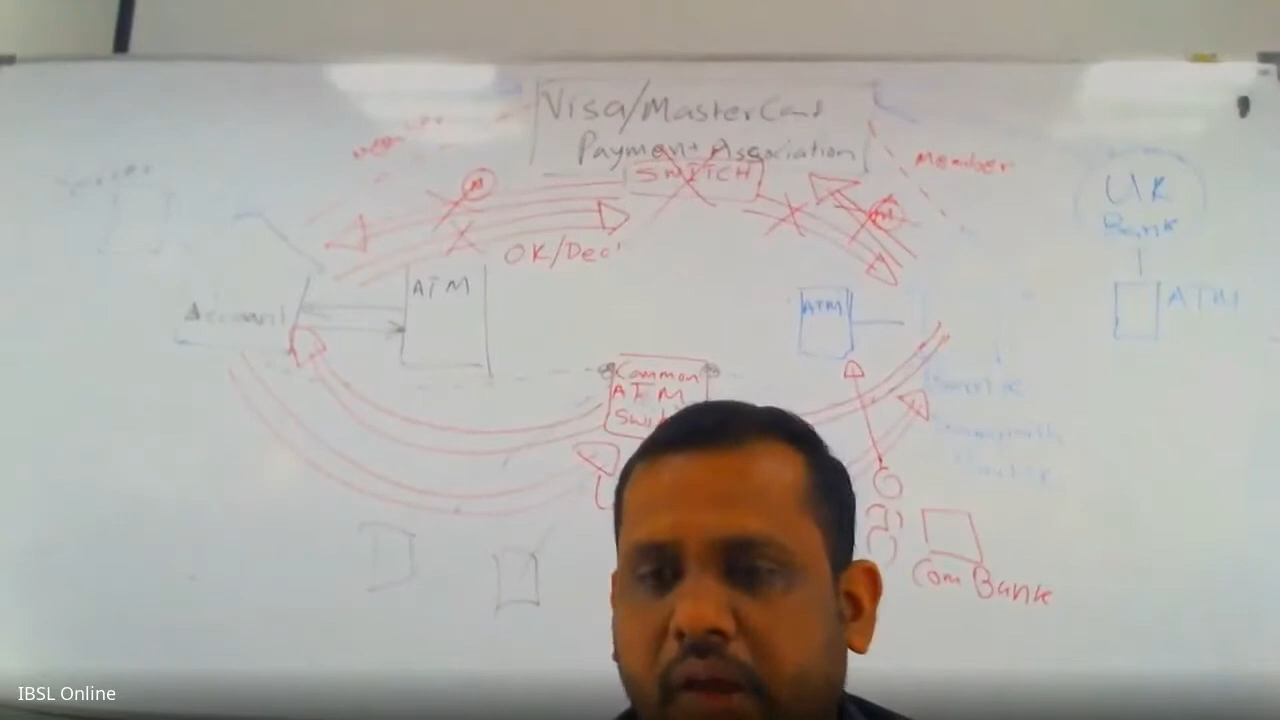 Visa/MasterCard
Payment Association
SWITCH
Member
M
M
OK/Dec'
UK
Bank
ATM
ATM
ATM
Account
Common
ATM
Com Bank
IBSL Online